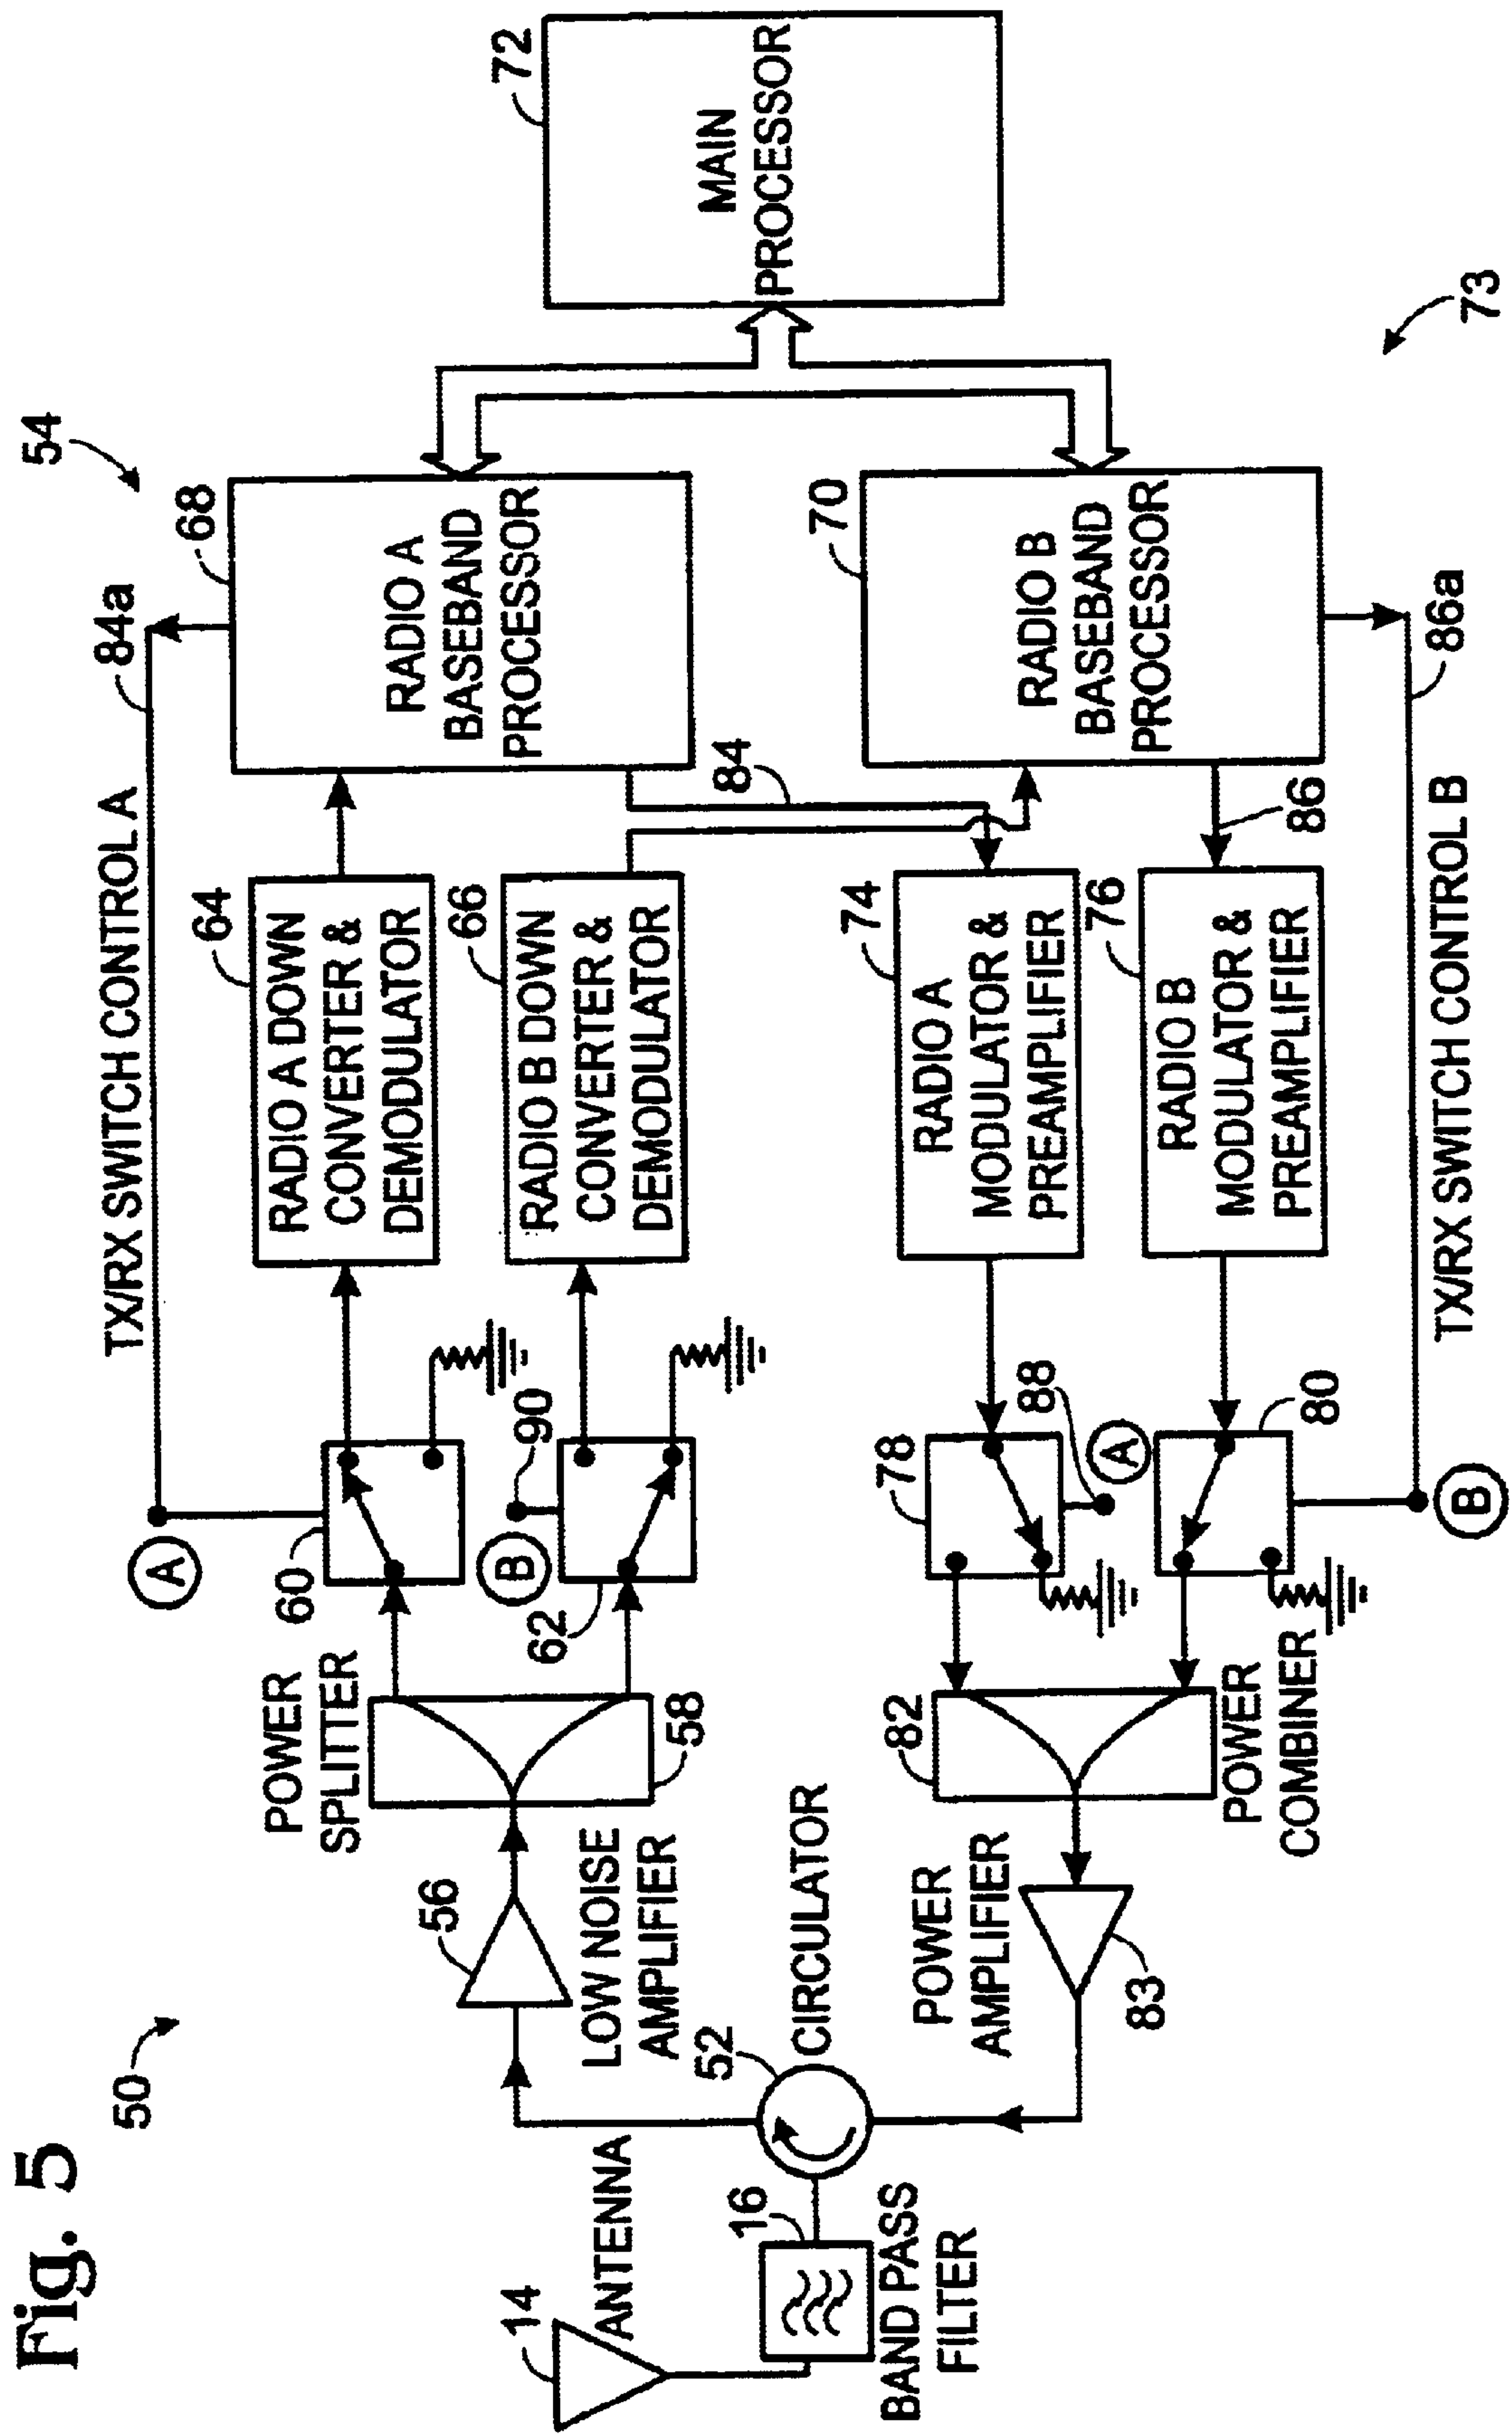 Fig. 5
50
54
73
14
ANTENNA
16
BAND PASS
FILTER
52
CIRCULATOR
56
LOW NOISE
AMPLIFIER
POWER
SPLITTER
58
60
A
TX/RX SWITCH CONTROL A
84a
62
B
90
64
RADIO A DOWN
CONVERTER &
DEMODULATOR
66
RADIO B DOWN
CONVERTER &
DEMODULATOR
68
RADIO A
BASEBAND
PROCESSOR
70
RADIO B
BASEBAND
PROCESSOR
72
MAIN
PROCESSOR
84
86
74
RADIO A
MODULATOR &
PREAMPLIFIER
76
RADIO B
MODULATOR &
PREAMPLIFIER
78
88
A
80
B
TX/RX SWITCH CONTROL B
86a
82
POWER
COMBINER
POWER
AMPLIFIER
83